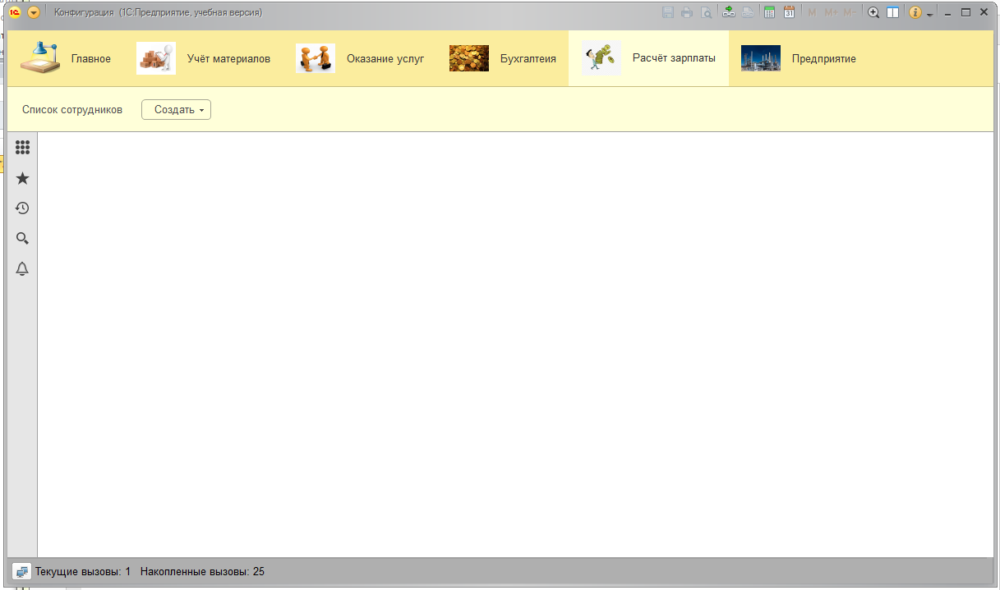 Конфигурация (1С:Предприятие, учебная версия)
M M+ M-
Главное
Учёт материалов
Оказание услуг
Бухгалтеия
Расчёт зарплаты
Предприятие
Список сотрудников
Создать
Текущие вызовы: 1 Накопленные вызовы: 25